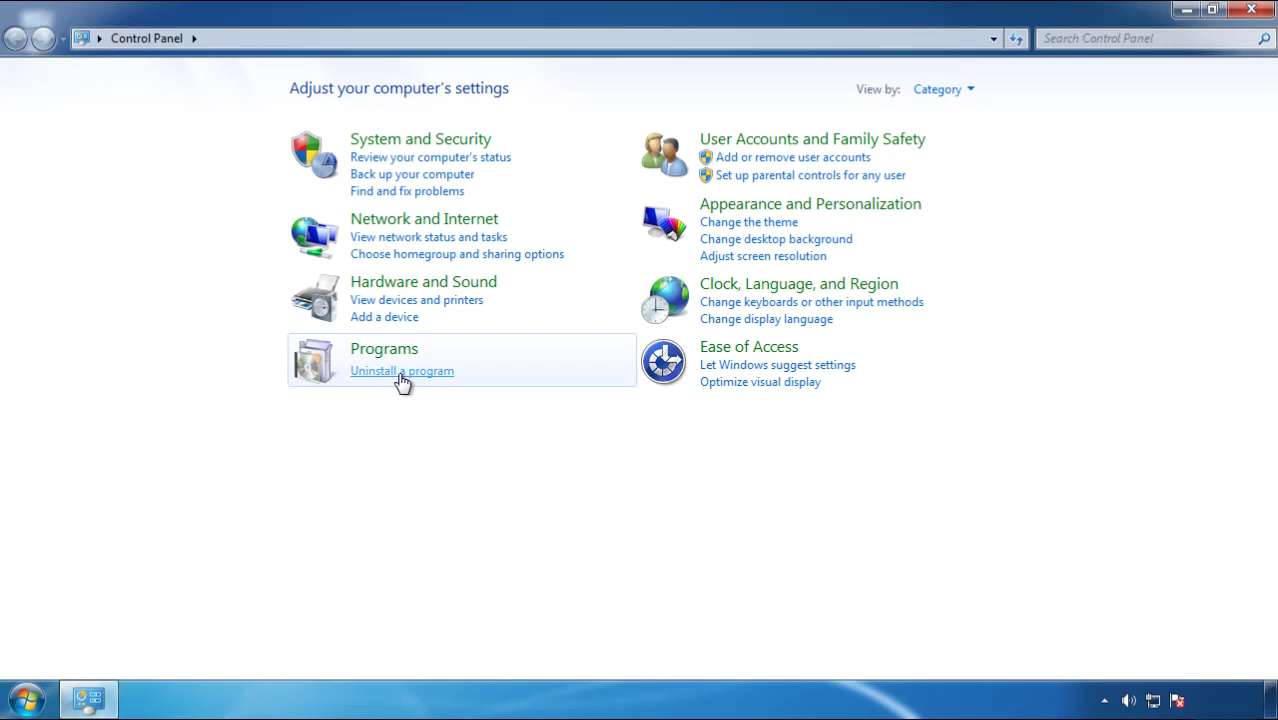 Control Panel
Search Control Panel
Adjust your computer's settings
View by: Category
System and Security
Review your computer's status
Back up your computer
Find and fix problems
Network and Internet
View network status and tasks
Choose homegroup and sharing options
Hardware and Sound
View devices and printers
Add a device
Programs
Uninstall a program
User Accounts and Family Safety
Add or remove user accounts
Set up parental controls for any user
Appearance and Personalization
Change the theme
Change desktop background
Adjust screen resolution
Clock, Language, and Region
Change keyboards or other input methods
Change display language
Ease of Access
Let Windows suggest settings
Optimize visual display